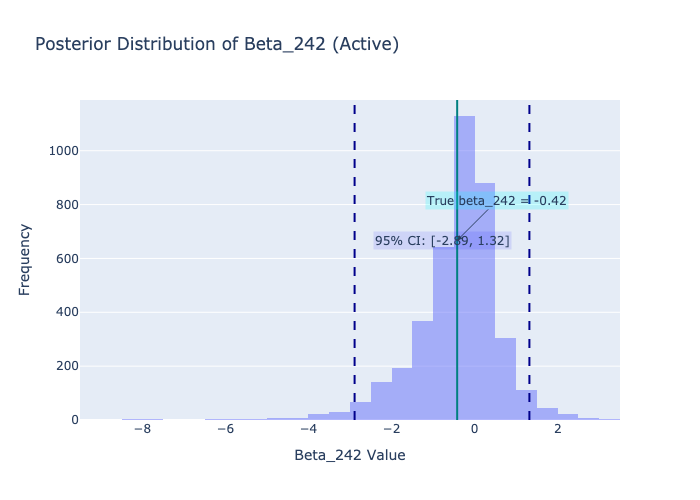 Posterior Distribution of Beta_242 (Active)
1000
800
600
400
200
0
Frequency
True beta_242 = -0.42
95% CI: [-2.89, 1.32]
−8 −6 −4 −2 0 2
Beta_242 Value